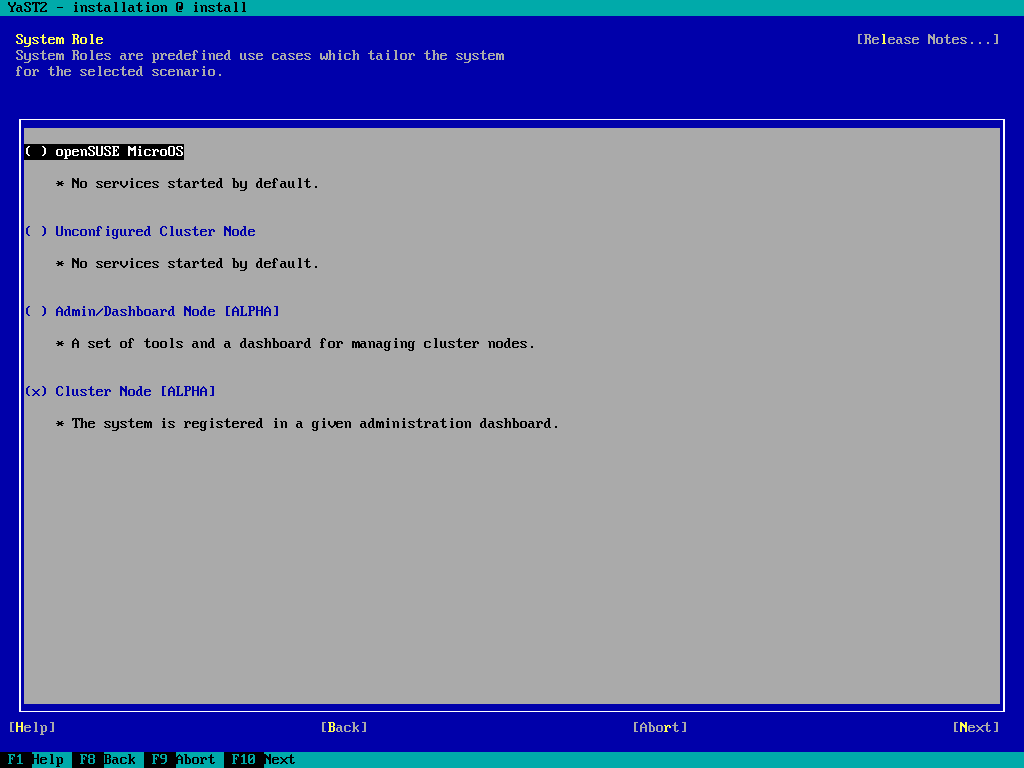 YaST2 - installation @ install
System Role [Release Notes...]
System Roles are predefined use cases which tailor the system
for the selected scenario.
( ) openSUSE MicroOS
* No services started by default.
( ) Unconfigured Cluster Node
* No services started by default.
( ) Admin/Dashboard Node [ALPHA]
* A set of tools and a dashboard for managing cluster nodes.
(x) Cluster Node [ALPHA]
* The system is registered in a given administration dashboard.
[Help] [Back] [Abort] [Next]
F1 Help F8 Back F9 Abort F10 Next